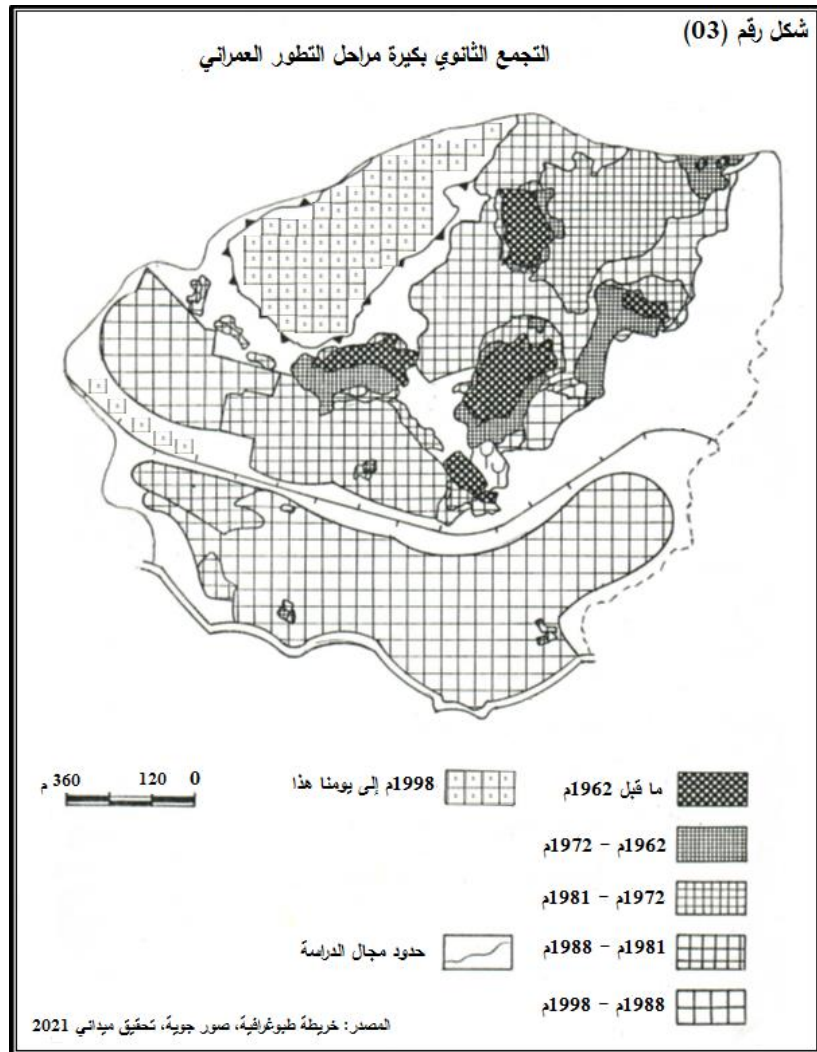 شكل رقم (03)
التجمع الثانوي بكيرة مراحل التطور العمراني
ما قبل 1962م
1962م – 1972م
1972م – 1981م
1981م – 1988م
1988م – 1998م
1998م إلى يومنا هذا
حدود مجال الدراسة
0 120 360 م
المصدر: خريطة طبوغرافية، صور جوية، تحقيق ميداني 2021